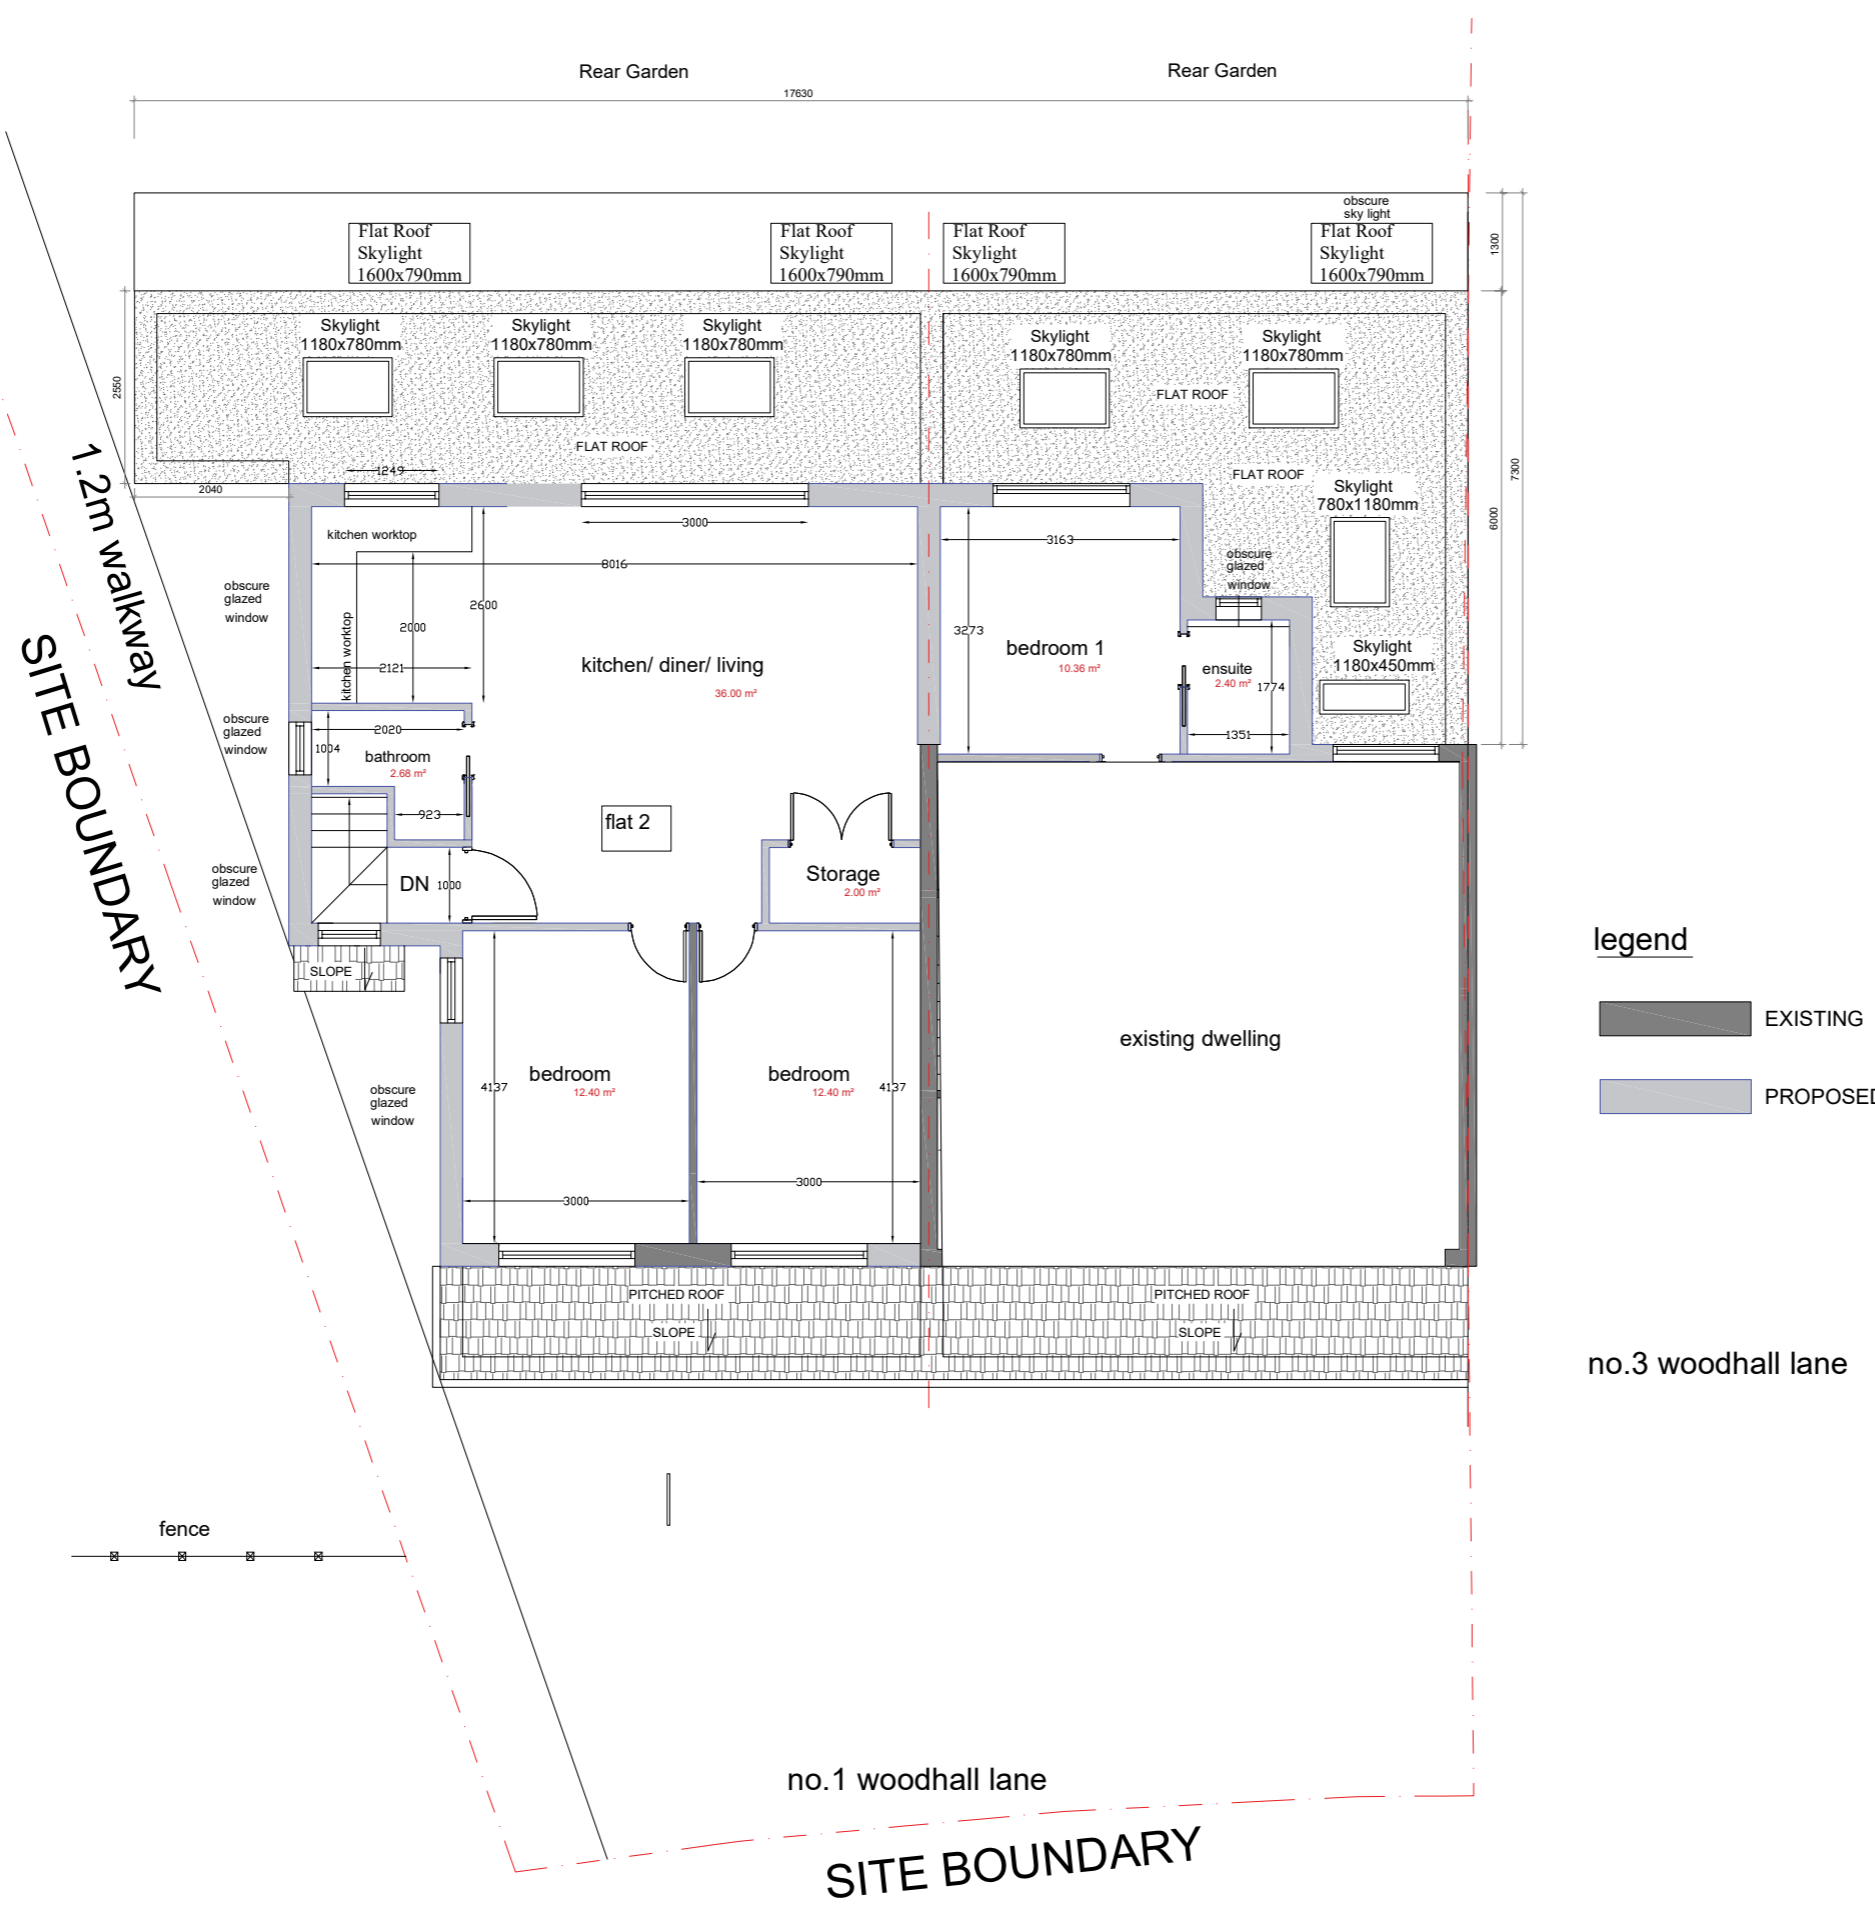 Rear Garden
Rear Garden
17630
obscure
sky light
Flat Roof
Skylight
1600x790mm
Flat Roof
Skylight
1600x790mm
Flat Roof
Skylight
1600x790mm
Flat Roof
Skylight
1600x790mm
1300
7300
6000
2550
Skylight
1180x780mm
Skylight
1180x780mm
Skylight
1180x780mm
Skylight
1180x780mm
Skylight
1180x780mm
FLAT ROOF
FLAT ROOF
FLAT ROOF
1249
2040
Skylight
780x1180mm
1.2m walkway
SITE BOUNDARY
kitchen worktop
3000
8016
3163
obscure
glazed
window
obscure
glazed
window
2600
2000
2121
kitchen worktop
kitchen/ diner/ living
36.00 m²
3273
bedroom 1
10.36 m²
ensuite
2.40 m²
1774
1351
Skylight
1180x450mm
obscure
glazed
window
2020
1004
bathroom
2.68 m²
923
flat 2
obscure
glazed
window
DN
1000
Storage
2.00 m²
SLOPE
legend
EXISTING
PROPOSED
existing dwelling
bedroom
12.40 m²
4137
3000
bedroom
12.40 m²
4137
3000
obscure
glazed
window
PITCHED ROOF
SLOPE
PITCHED ROOF
SLOPE
no.3 woodhall lane
fence
no.1 woodhall lane
SITE BOUNDARY